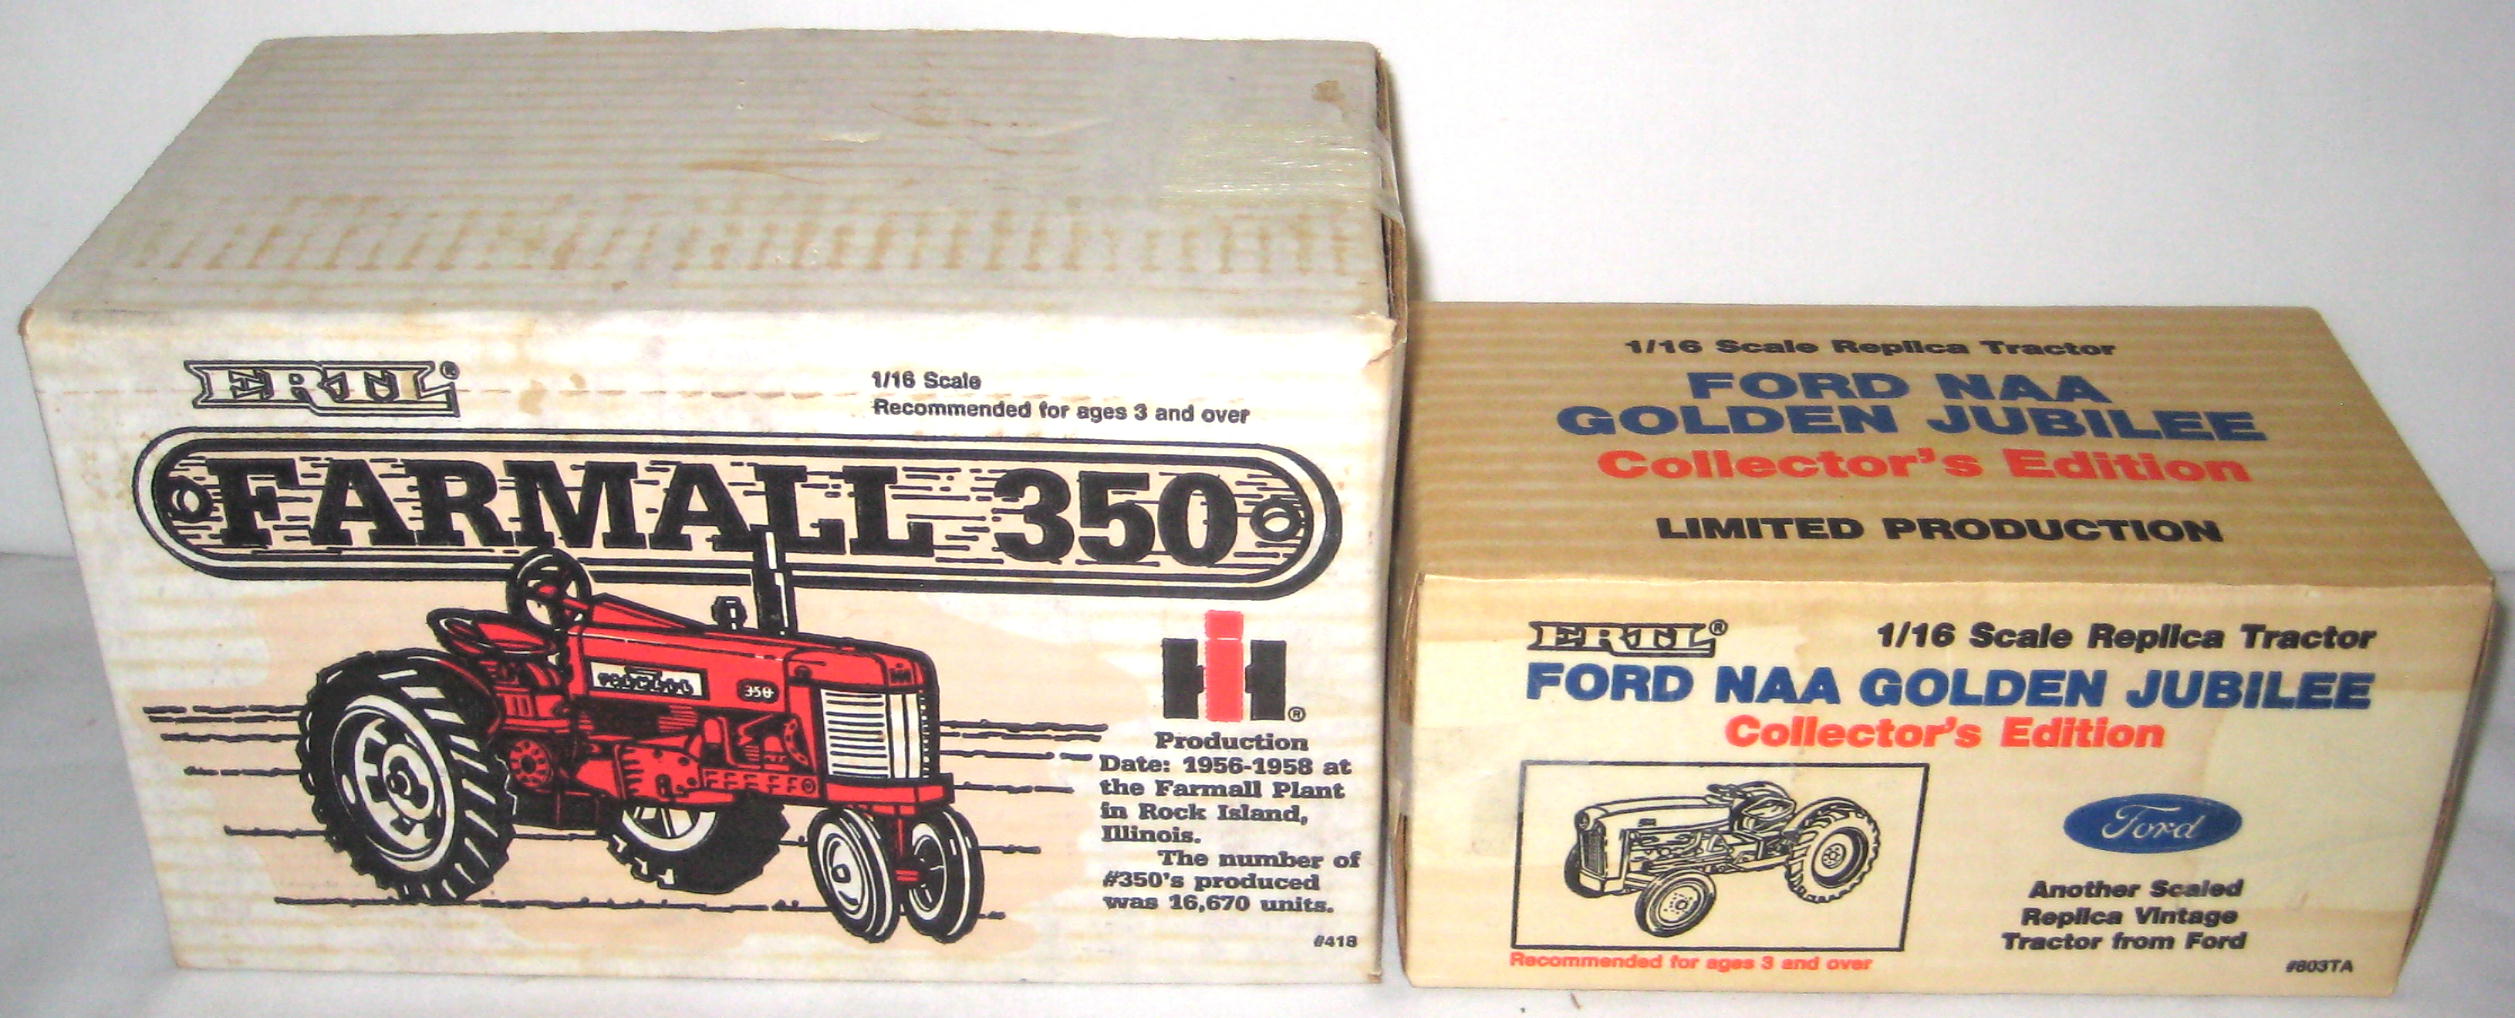 ERTL®
1/16 Scale
Recommended for ages 3 and over
FARMALL 350
FARMALL
350
IH®
Production
Date: 1956-1958 at
the Farmall Plant
in Rock Island,
Illinois.
The number of
#350's produced
was 16,670 units.
#418
1/16 Scale Replica Tractor
FORD NAA
GOLDEN JUBILEE
Collector's Edition
LIMITED PRODUCTION
ERTL®
1/16 Scale Replica Tractor
FORD NAA GOLDEN JUBILEE
Collector's Edition
Ford
Another Scaled
Replica Vintage
Tractor from Ford
Recommended for ages 3 and over
#803TA